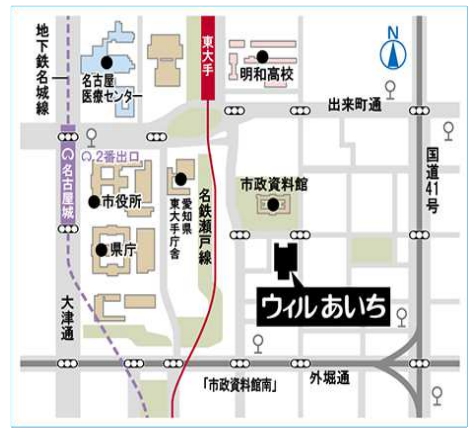 地下鉄名城線
名古屋
医療センター
東大手
明和高校
N
出来町通
国道41号
名古屋城
2番出口
市役所
愛知県
東大手庁舎
名鉄瀬戸線
市政資料館
県庁
ウィルあいち
大津通
「市政資料館南」
外堀通